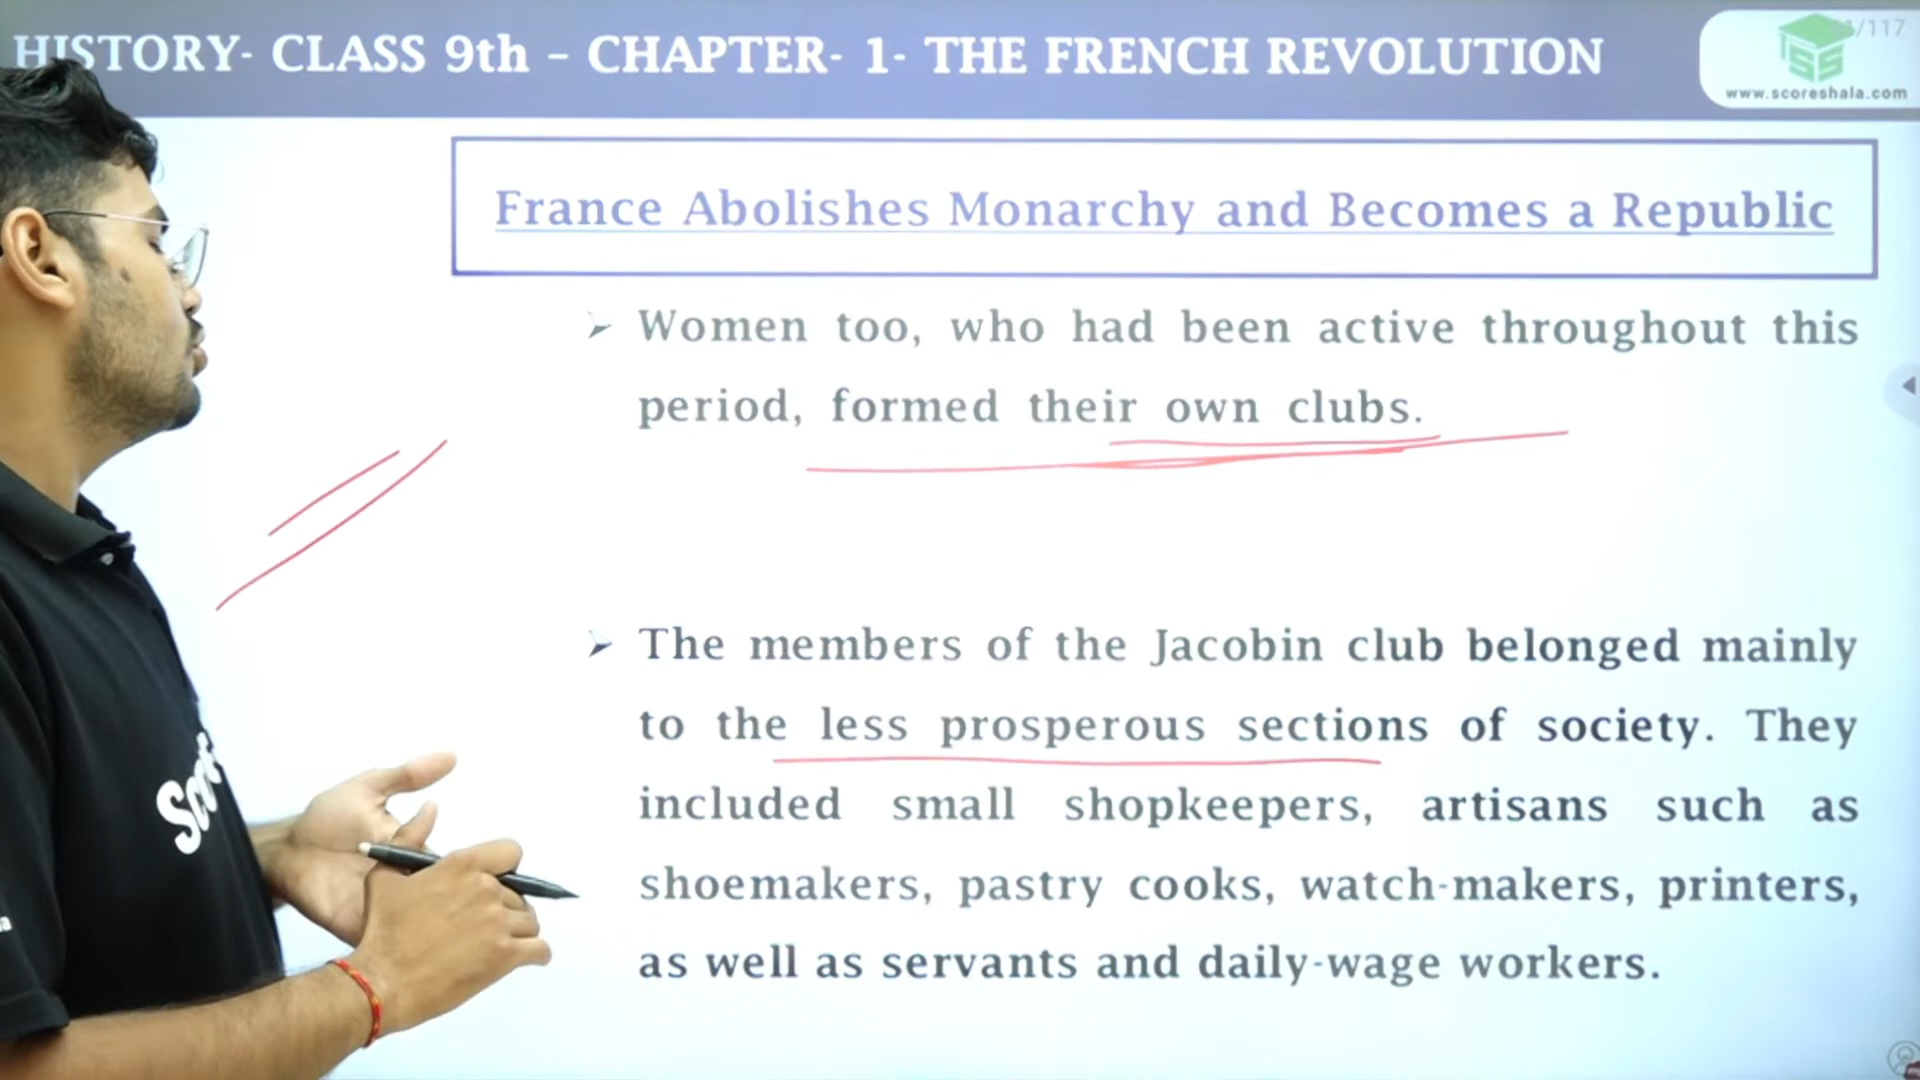 HISTORY- CLASS 9th – CHAPTER- 1- THE FRENCH REVOLUTION
/117
www.scoreshala.com
France Abolishes Monarchy and Becomes a Republic
➢ Women too, who had been active throughout this
period, formed their own clubs.
➢ The members of the Jacobin club belonged mainly
to the less prosperous sections of society. They
included small shopkeepers, artisans such as
shoemakers, pastry cooks, watch-makers, printers,
as well as servants and daily-wage workers.